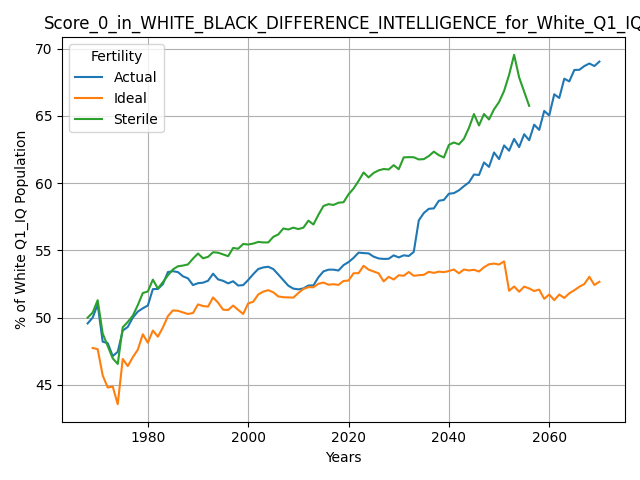 Score_0_in_WHITE_BLACK_DIFFERENCE_INTELLIGENCE_for_White_Q1_IQ
Fertility
Actual
Ideal
Sterile
70
65
60
55
50
45
% of White Q1_IQ Population
1980 2000 2020 2040 2060
Years